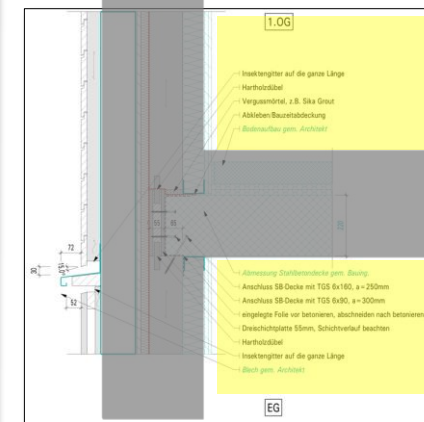 1.OG
Insektengitter auf die ganze Länge
Hartholzdübel
Vergussmörtel, z.B. Sika Grout
Abkleben/Bauzeitabdeckung
Bodenaufbau gem. Architekt
72
30
52
55
Abmessung Stahlbetondecke gem. Bauing.
Anschluss SB-Decke mit TGS 6x160, a=250mm
Anschluss SB-Decke mit TGS 6x90, a=300mm
eingelegte Folie vor betonieren, abschneiden nach betonieren
Dreischichtplatte 55mm, Schichtverlauf beachten
Hartholzdübel
Insektengitter auf die ganze Länge
Blech gem. Architekt
EG